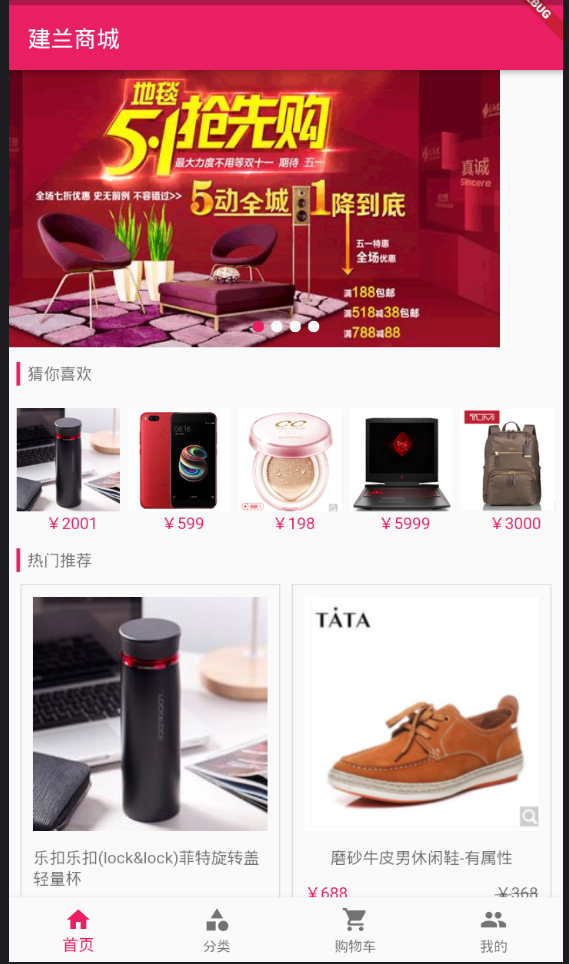 BUG
建兰商城
地毯
5·1抢先购
最大力度不用等双十一 期待 五一
全场七折优惠 史无前例 不容错过>>
5动全城1降到底
真诚
Sincere
五一特惠
全场优惠
满188包邮
满518减38包邮
满788减88
猜你喜欢
TUMI
¥2001
¥599
¥198
¥5999
¥3000
热门推荐
LOCK&LOCK
TATA
乐扣乐扣(lock&lock)菲特旋转盖
轻量杯
磨砂牛皮男休闲鞋-有属性
¥688
¥368
首页
分类
购物车
我的